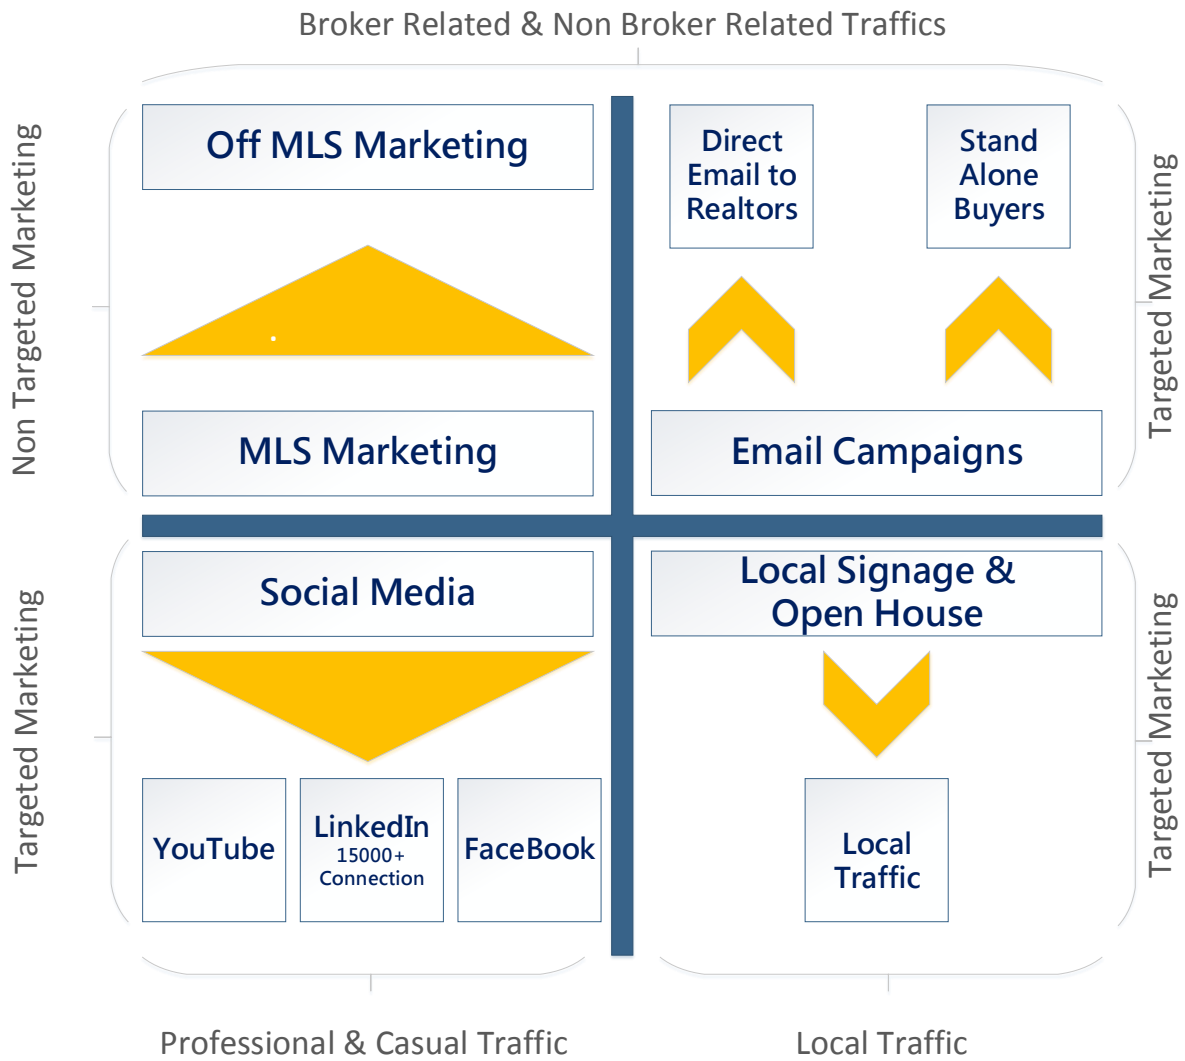 Broker Related & Non Broker Related Traffics
Non Targeted Marketing
Off MLS Marketing
MLS Marketing
Direct
Email to
Realtors
Stand
Alone
Buyers
Email Campaigns
Targeted Marketing
Targeted Marketing
Social Media
YouTube
LinkedIn
15000+
Connection
FaceBook
Local Signage &
Open House
Local
Traffic
Targeted Marketing
Professional & Casual Traffic
Local Traffic